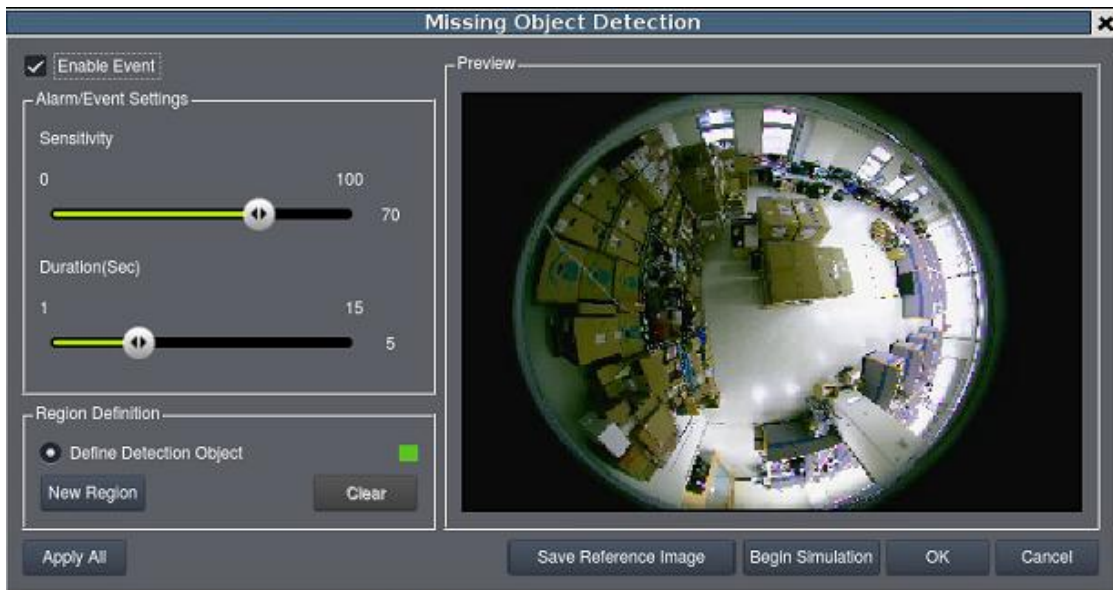 Missing Object Detection
Enable Event
Alarm/Event Settings
Sensitivity
0 100
70
Duration(Sec)
1 15
5
Region Definition
Define Detection Object
New Region Clear
Preview
Apply All Save Reference Image Begin Simulation OK Cancel